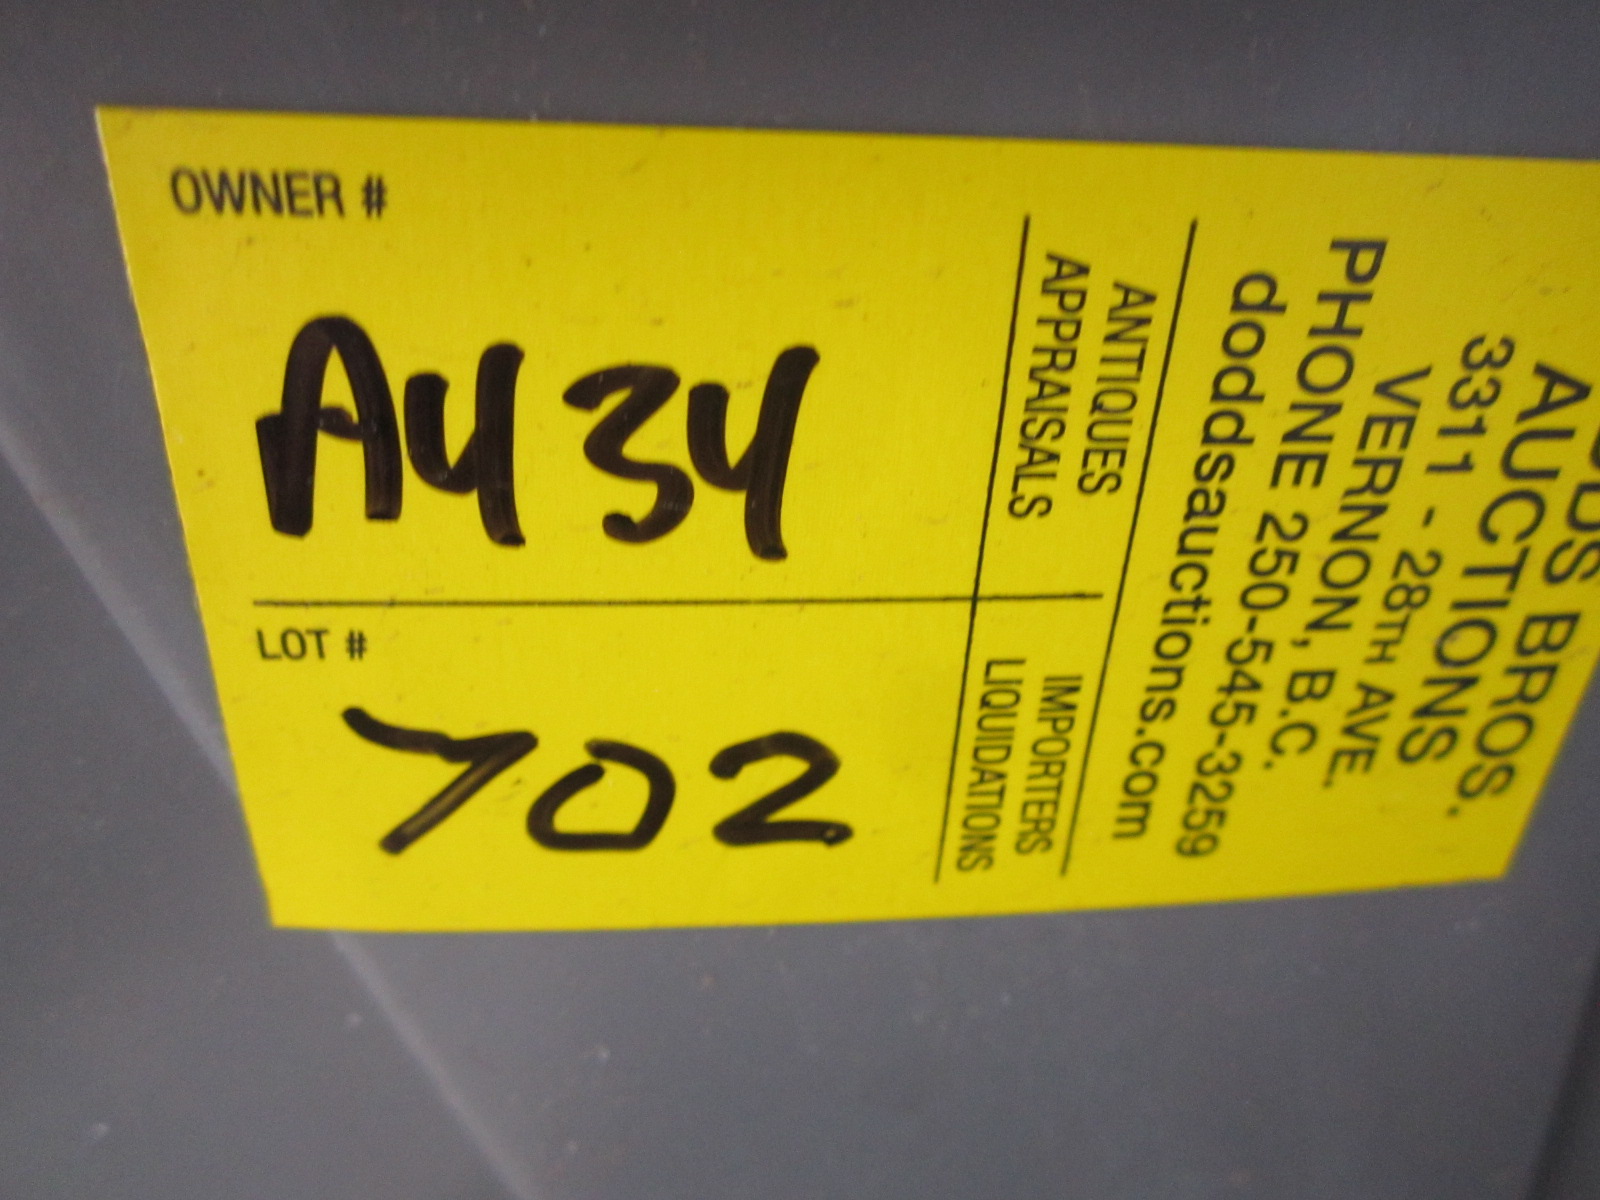 OWNER #
A434
LOT #
702
ANTIQUES
APPRAISALS
IMPORTERS
LIQUIDATIONS
BROS.
AUCTIONS
3311 - 28TH AVE.
VERNON, B.C.
PHONE 250-545-3259
doddsauctions.com